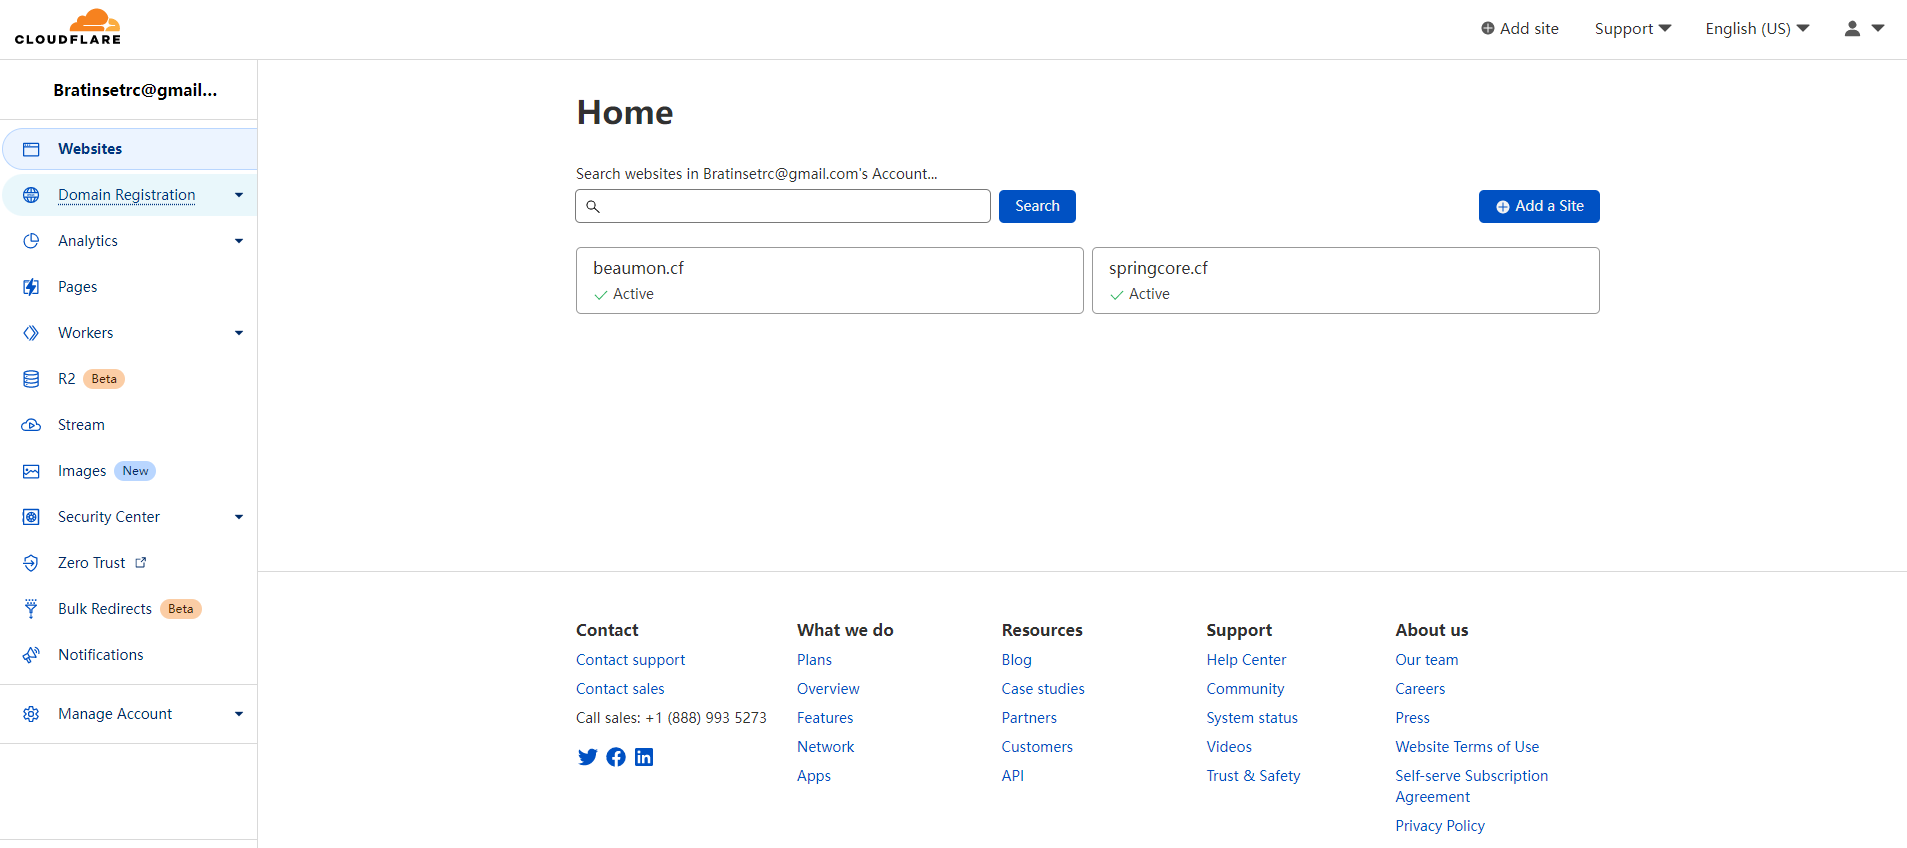 CLOUDFLARE
Add site
Support
English (US)
Bratinsetrc@gmail...
Websites
Domain Registration
Analytics
Pages
Workers
R2 Beta
Stream
Images New
Security Center
Zero Trust
Bulk Redirects Beta
Notifications
Manage Account
Home
Search websites in Bratinsetrc@gmail.com's Account...
Search
Add a Site
beaumon.cf
Active
springcore.cf
Active
Contact
Contact support
Contact sales
Call sales: +1 (888) 993 5273
What we do
Plans
Overview
Features
Network
Apps
Resources
Blog
Case studies
Partners
Customers
API
Support
Help Center
Community
System status
Videos
Trust & Safety
About us
Our team
Careers
Press
Website Terms of Use
Self-serve Subscription
Agreement
Privacy Policy